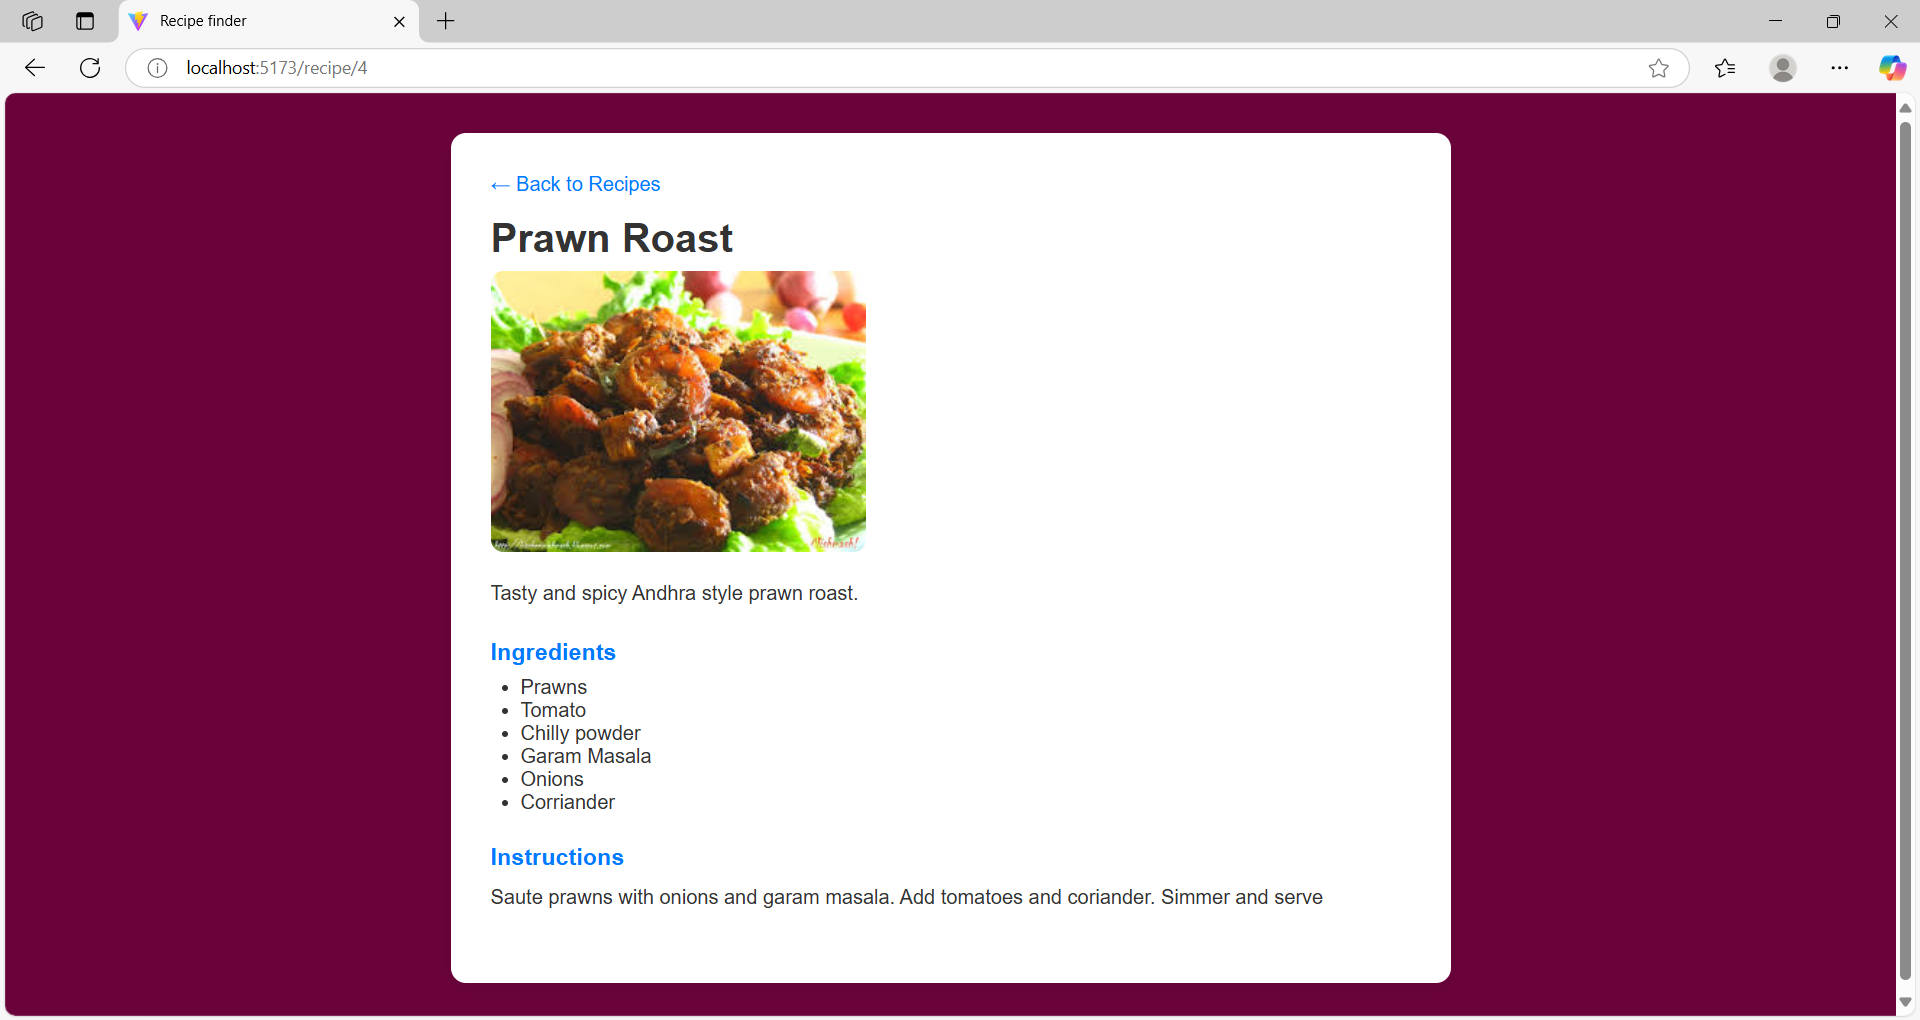 Recipe finder
localhost:5173/recipe/4
← Back to Recipes
Prawn Roast
Tasty and spicy Andhra style prawn roast.
Ingredients
• Prawns
• Tomato
• Chilly powder
• Garam Masala
• Onions
• Corriander
Instructions
Saute prawns with onions and garam masala. Add tomatoes and coriander. Simmer and serve